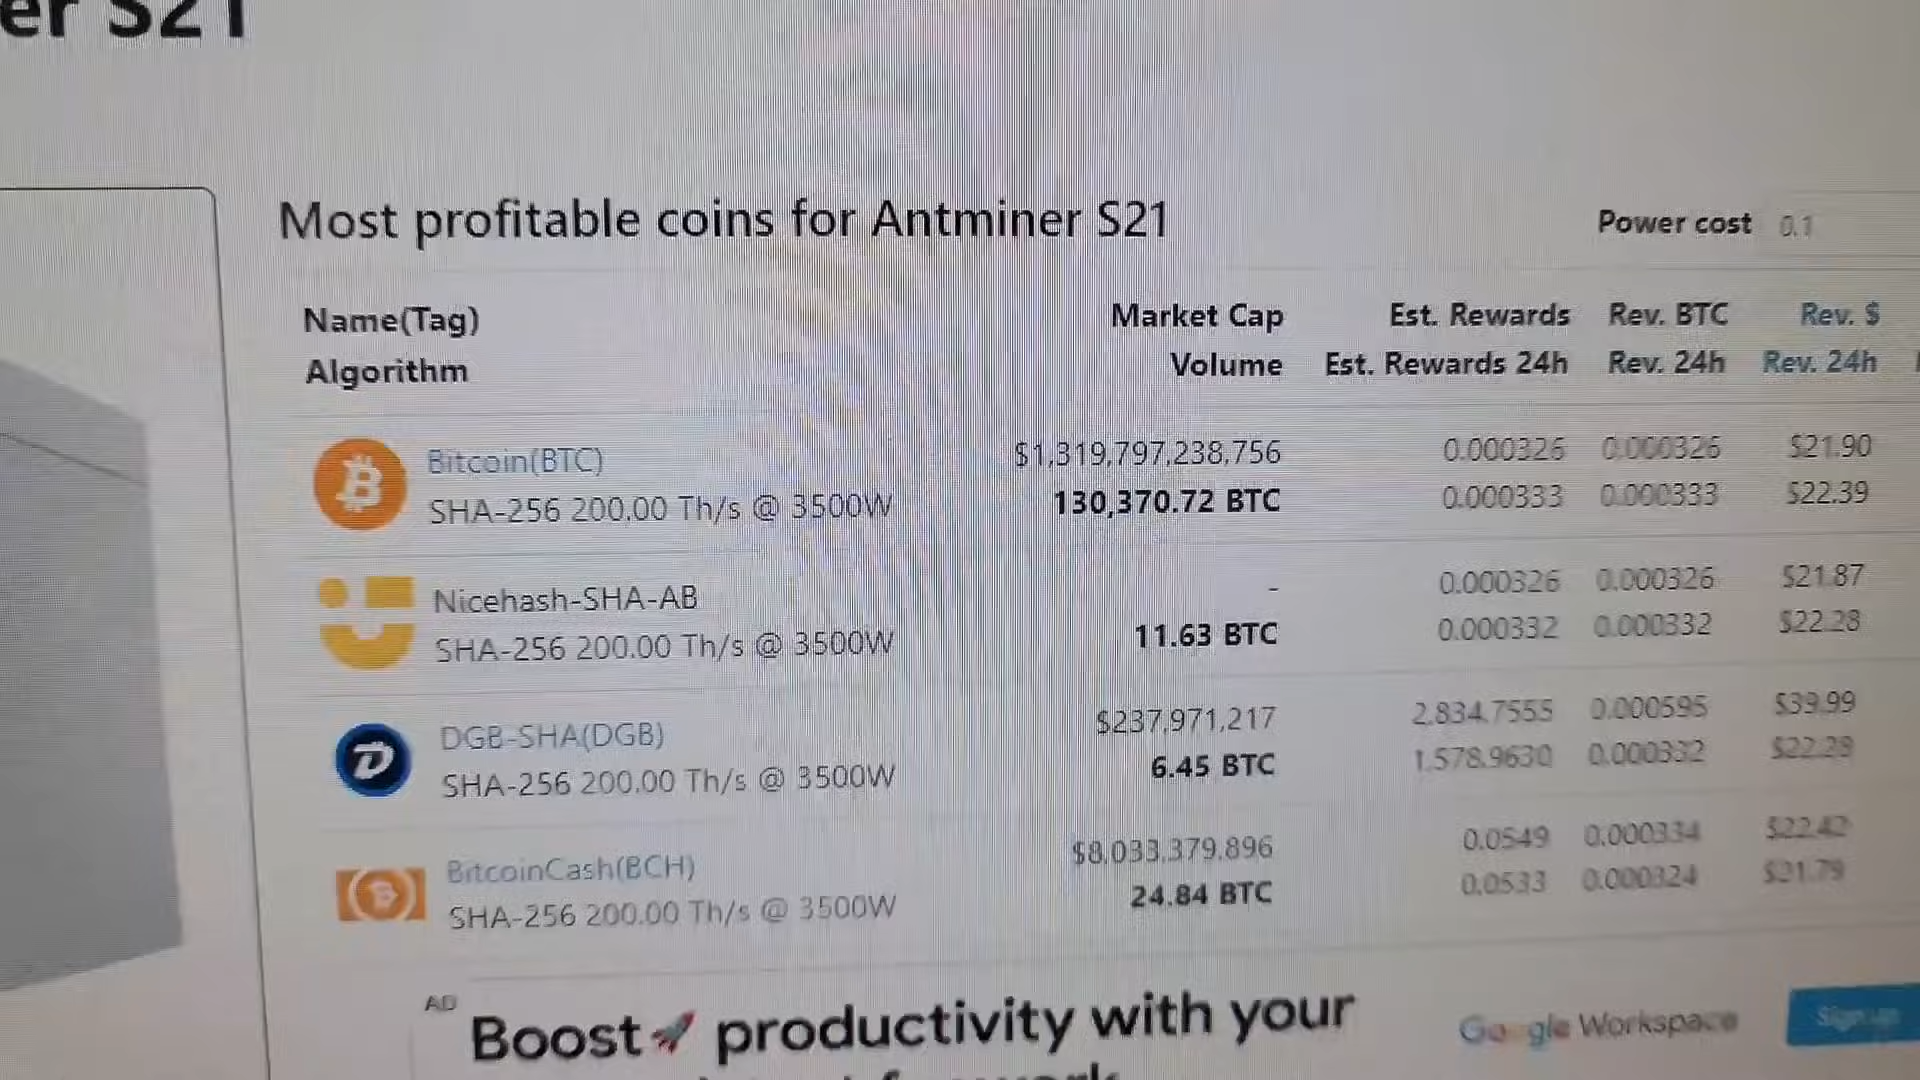 er S21
Most profitable coins for Antminer S21
Power cost 0.1
Name(Tag) Market Cap Est. Rewards Rev. BTC Rev. $
Algorithm Volume Est. Rewards 24h Rev. 24h Rev. 24h
Bitcoin(BTC) $1,319,797,238,756 0.000326 0.000326 $21.90
SHA-256 200.00 Th/s @ 3500W 130,370.72 BTC 0.000333 0.000333 $22.39
Nicehash-SHA-AB - 0.000326 0.000326 $21.87
SHA-256 200.00 Th/s @ 3500W 11.63 BTC 0.000332 0.000332 $22.28
DGB-SHA(DGB) $237,971,217 2,834.7555 0.000595 $39.99
SHA-256 200.00 Th/s @ 3500W 6.45 BTC 1,578.9630 0.000332 $22.28
BitcoinCash(BCH) $8,033,379,896 0.0549 0.000334 $22.42
SHA-256 200.00 Th/s @ 3500W 24.84 BTC 0.0533 0.000324 $21.79
AD
Boost productivity with your
Google Workspace
Sign up